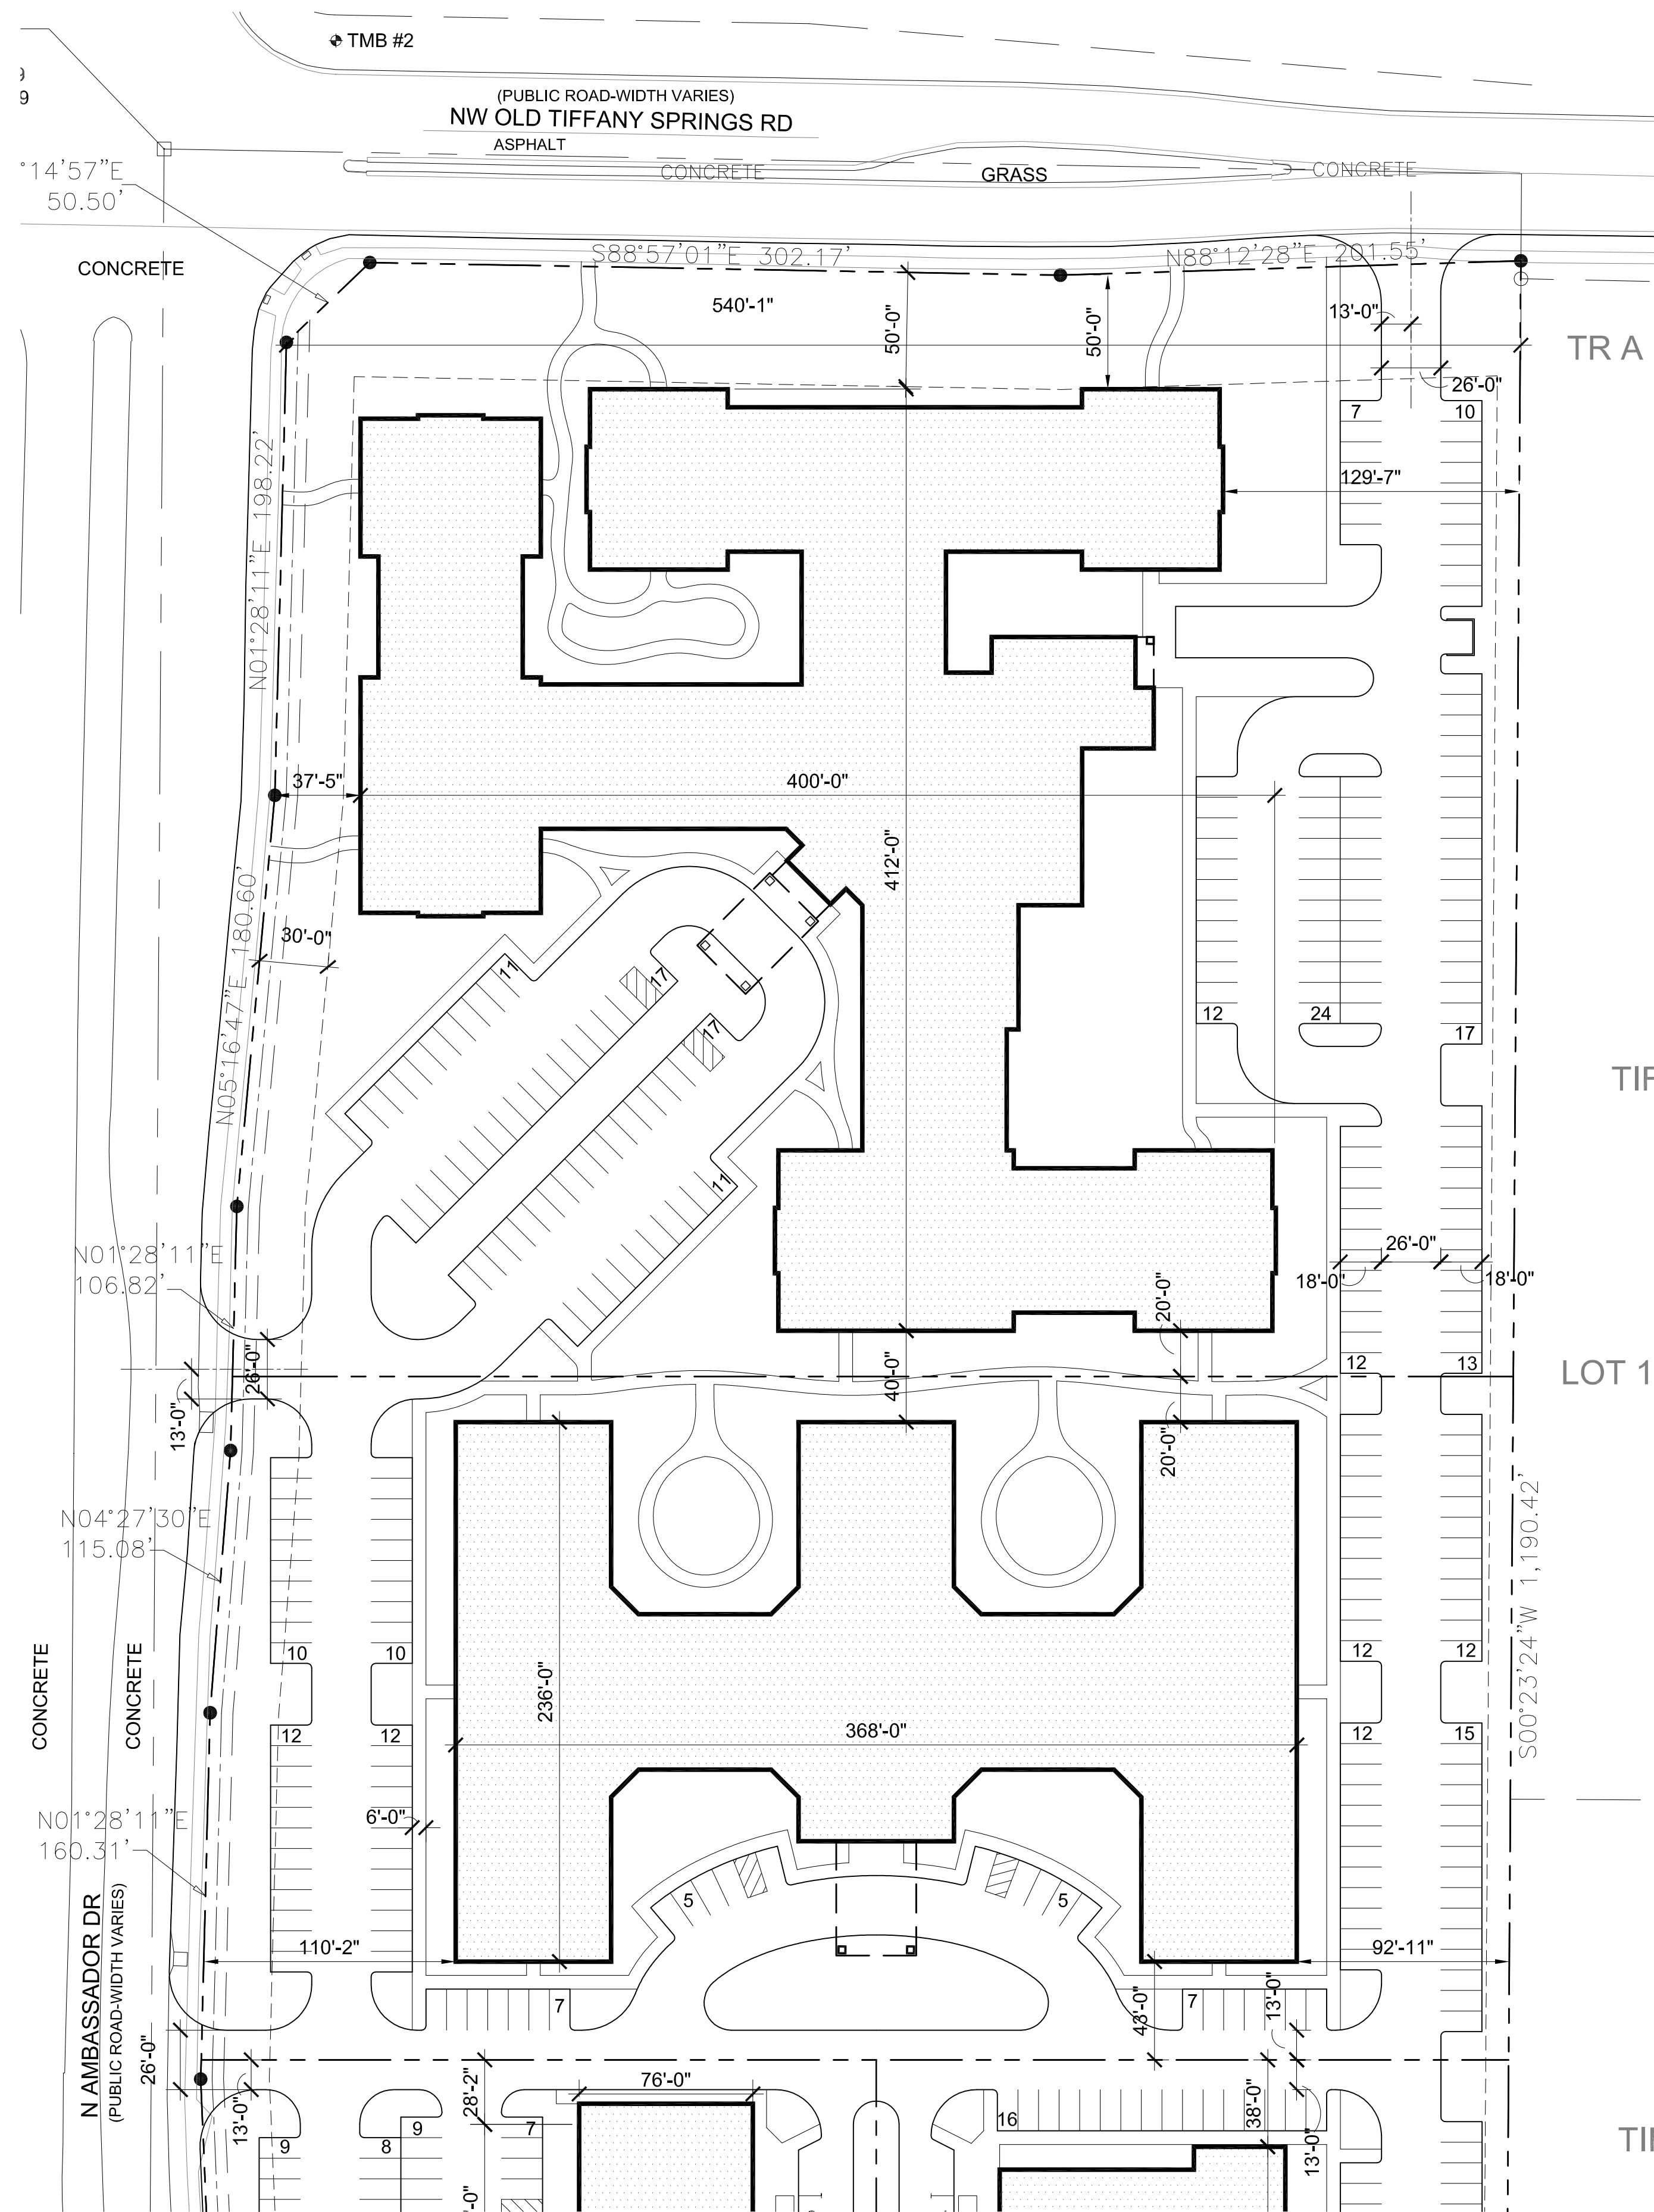 TMB #2
9
9
(PUBLIC ROAD-WIDTH VARIES)
NW OLD TIFFANY SPRINGS RD
ASPHALT
CONCRETE
GRASS
CONCRETE
°14'57"E
50.50'
CONCRETE
S88°57'01"E 302.17'
N88°12'28"E 201.55'
540'-1"
50'-0"
50'-0"
13'-0"
TR A
26'-0"
7
10
129'-7"
N01°28'11"E 198.22'
37'-5"
400'-0"
412'-0"
N05°16'47"E 180.60'
30'-0"
11
17
17
11
12
24
17
TIF
N01°28'11"E
106.82'
26'-0"
18'-0"
18'-0"
20'-0"
26'-0"
13'-0"
40'-0"
20'-0"
12
13
LOT 1
N04°27'30"E
115.08'
CONCRETE
CONCRETE
10
10
12
12
236'-0"
368'-0"
12
12
12
15
S00°23'24"W 1,190.42'
6'-0"
N01°28'11"E
160.31'
5
5
N AMBASSADOR DR
(PUBLIC ROAD-WIDTH VARIES)
110'-2"
92'-11"
7
7
43'-0"
13'-0"
26'-0"
13'-0"
28'-2"
76'-0"
38'-0"
13'-0"
9
8
9
7
16
-0"
TI